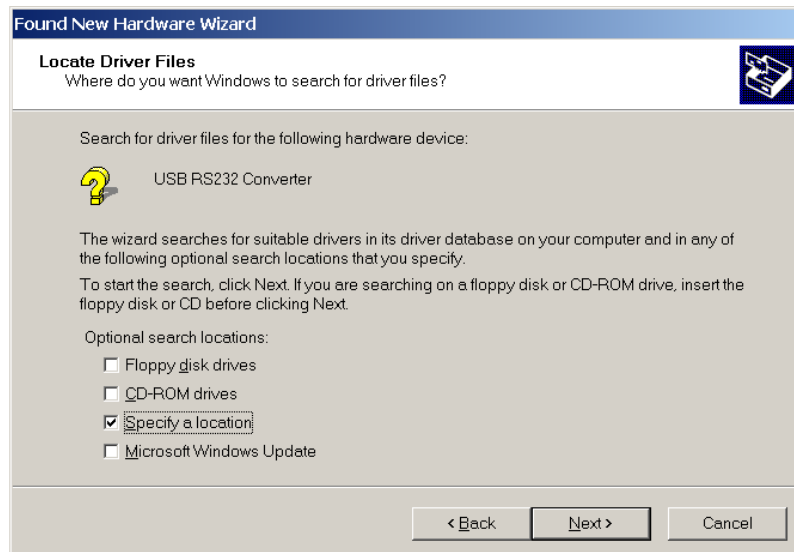 Found New Hardware Wizard
Locate Driver Files
Where do you want Windows to search for driver files?
Search for driver files for the following hardware device:
USB RS232 Converter
The wizard searches for suitable drivers in its driver database on your computer and in any of
the following optional search locations that you specify.
To start the search, click Next. If you are searching on a floppy disk or CD-ROM drive, insert the
floppy disk or CD before clicking Next.
Optional search locations:
Floppy disk drives
CD-ROM drives
Specify a location
Microsoft Windows Update
< Back Next > Cancel